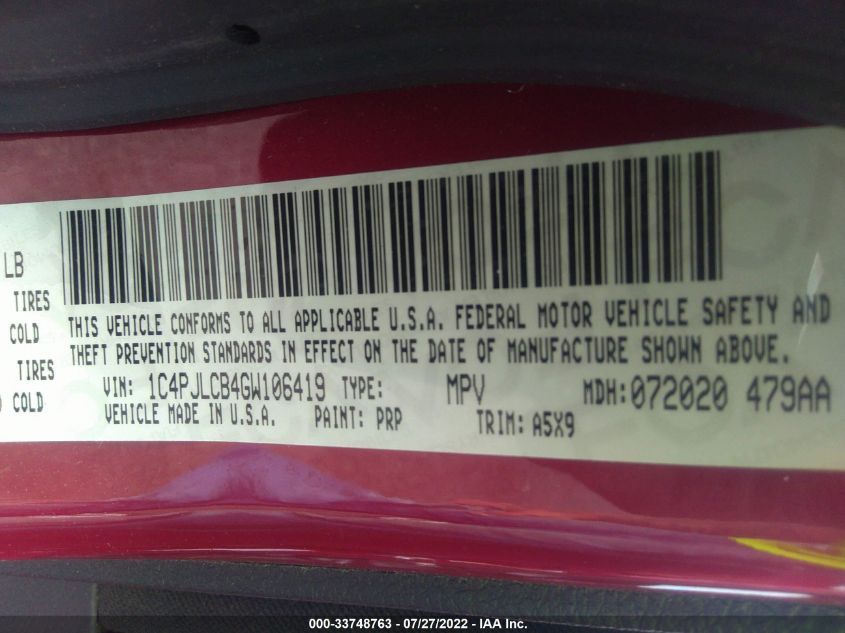 LB
TIRES
COLD
TIRES
COLD
THIS VEHICLE CONFORMS TO ALL APPLICABLE U.S.A. FEDERAL MOTOR VEHICLE SAFETY AND
THEFT PREVENTION STANDARDS IN EFFECT ON THE DATE OF MANUFACTURE SHOWN ABOVE.
VIN: 1C4PJLCB4GW106419 TYPE: MPV MDH:072020 479AA
VEHICLE MADE IN U.S.A. PAINT: PRP TRIM: A5X9
000-33748763 - 07/27/2022 - IAA Inc.